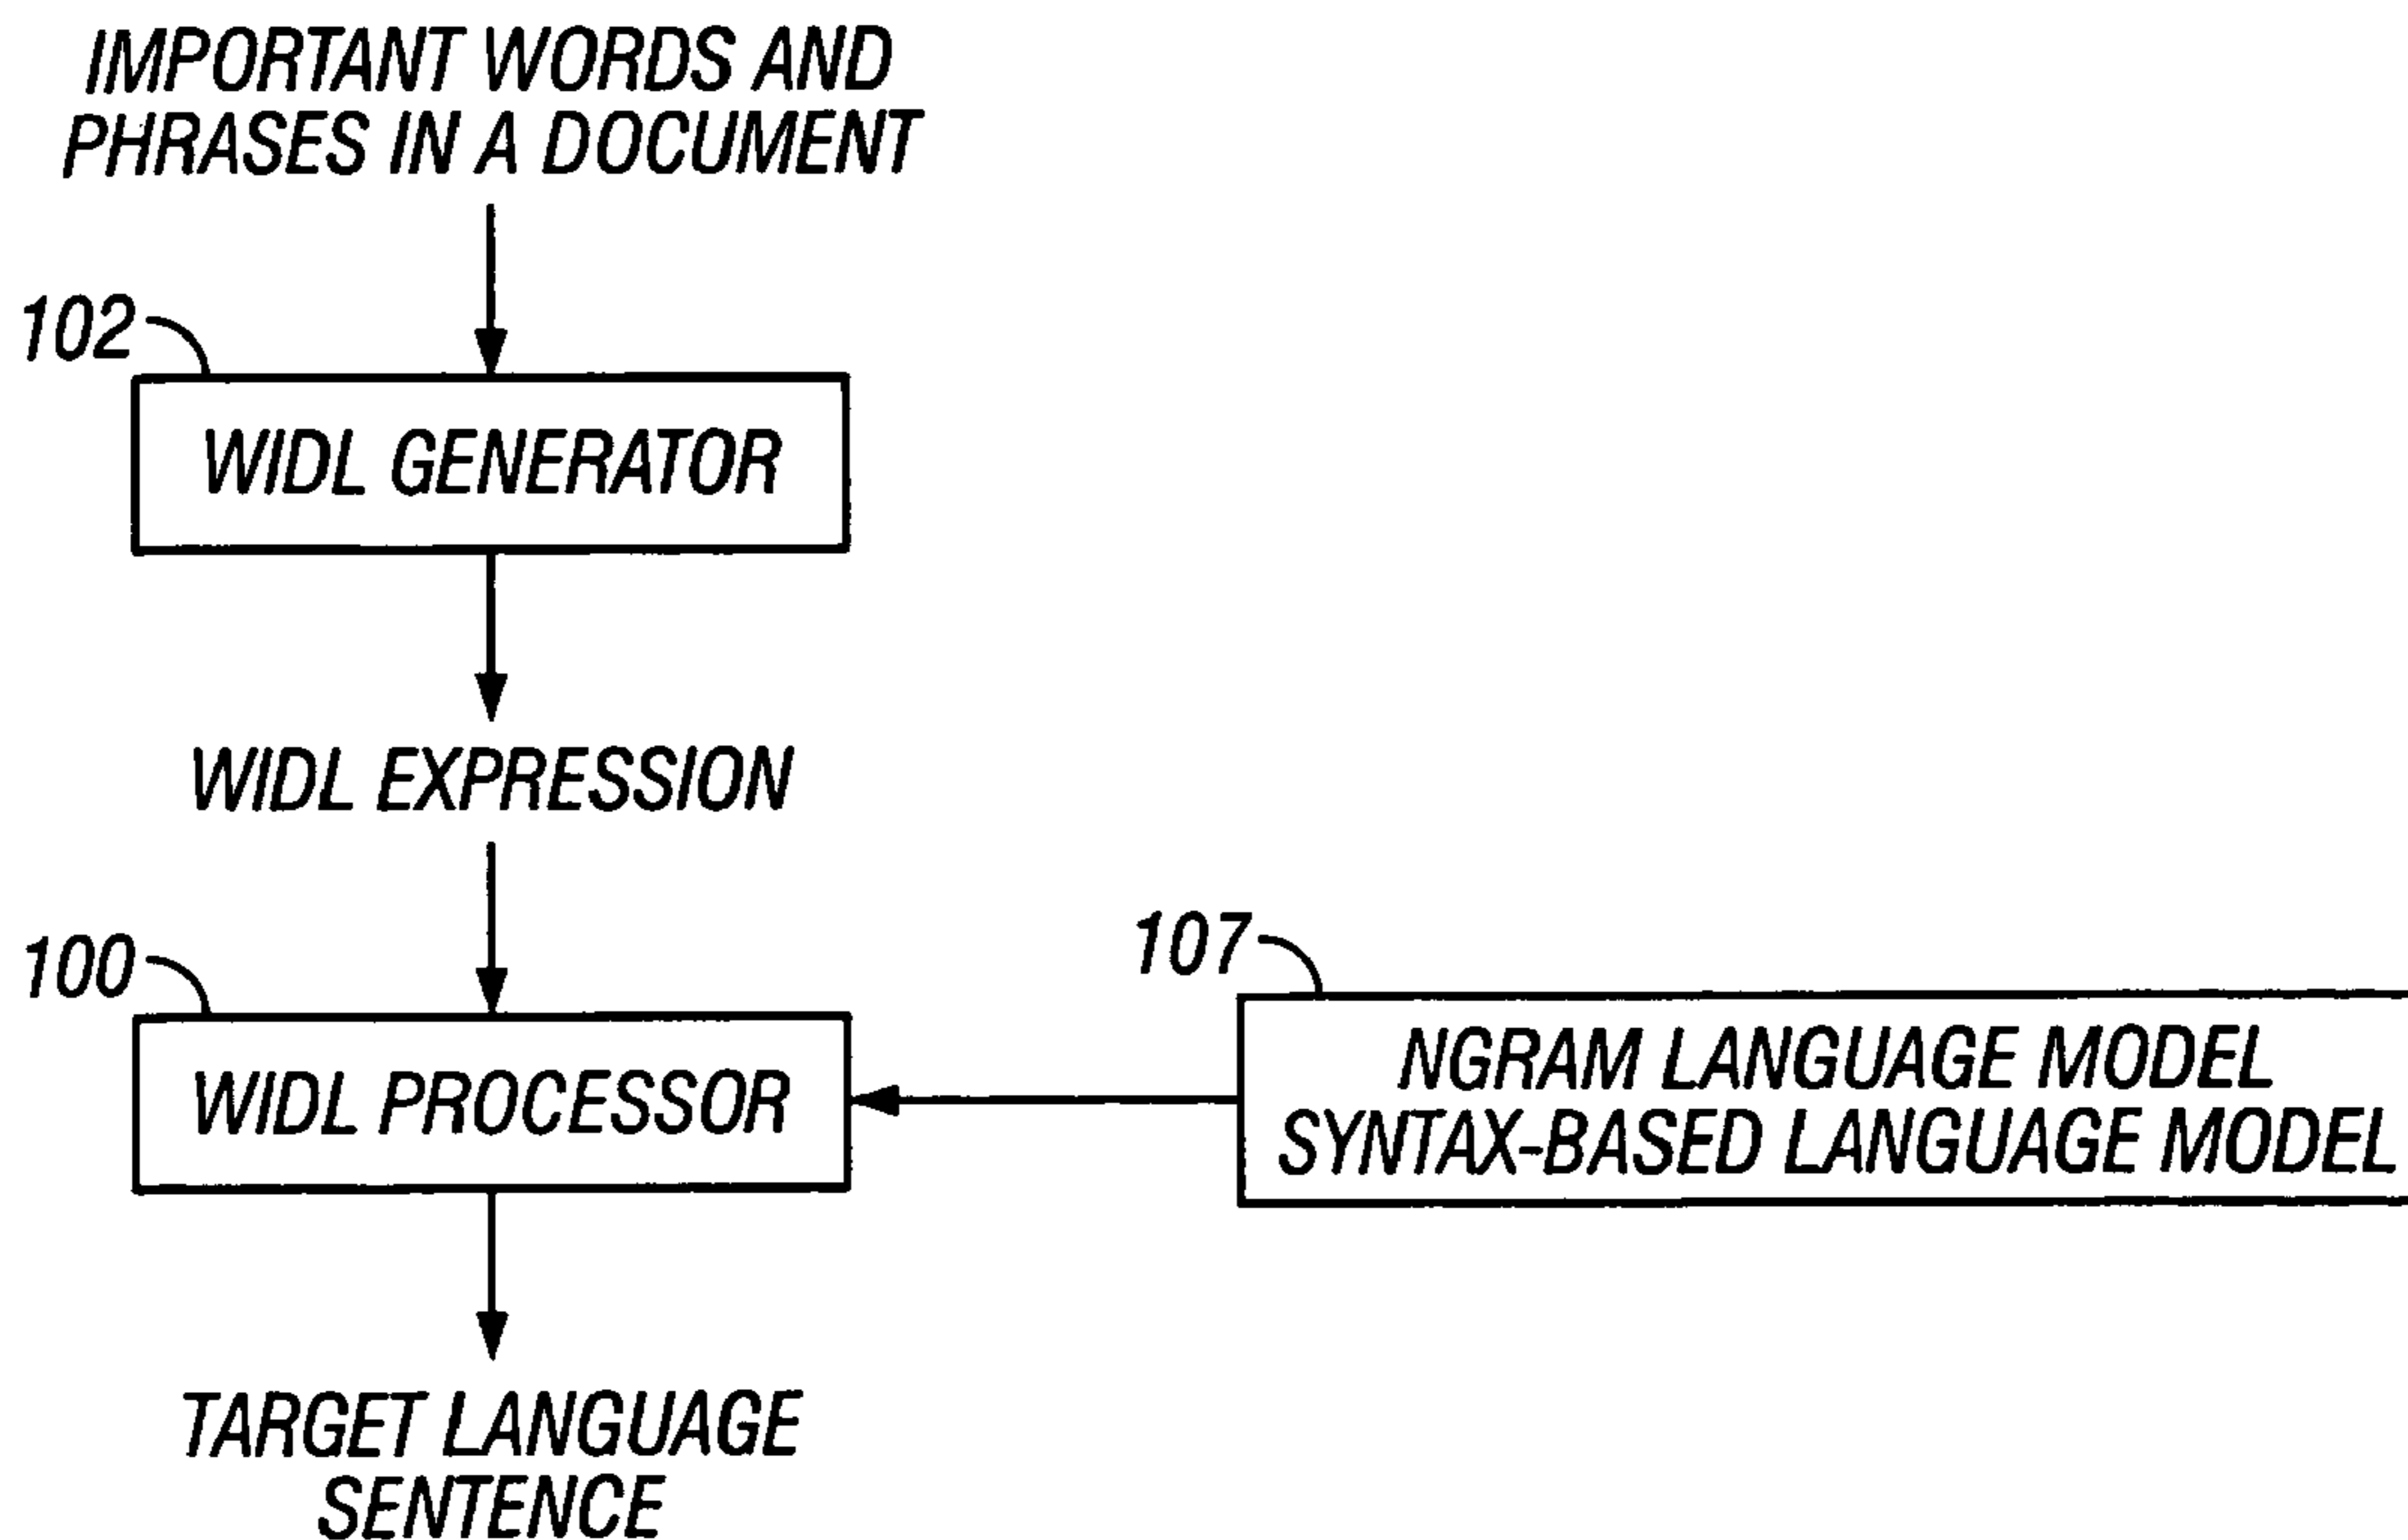 IMPORTANT WORDS AND
PHRASES IN A DOCUMENT
102
WIDL GENERATOR
WIDL EXPRESSION
100
WIDL PROCESSOR
107
NGRAM LANGUAGE MODEL
SYNTAX-BASED LANGUAGE MODEL
TARGET LANGUAGE
SENTENCE